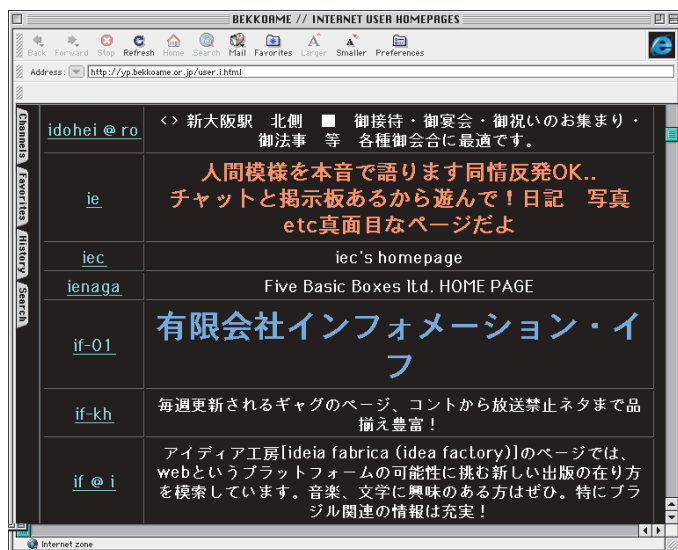 BEKKOAME // INTERNET USER HOMEPAGES
Back Forward Stop Refresh Home Search Mail Favorites Larger Smaller Preferences
Address: http://yp.bekkoame.or.jp/user.i.html
Channels
Favorites
History
Search
idohei @ ro
<> 新大阪駅 北側 ■ 御接待・御宴会・御祝いのお集まり・
御法事 等 各種御会合に最適です。
ie
人間模様を本音で語ります同情反発OK..
チャットと掲示板あるから遊んで！日記 写真
etc真面目なページだよ
iec
iec's homepage
ienaga
Five Basic Boxes ltd. HOME PAGE
if-01
有限会社インフォメーション・イ
フ
if-kh
毎週更新されるギャグのページ、コントから放送禁止ネタまで品
揃え豊富！
if @ i
アイディア工房[ideia fabrica (idea factory)]のページでは、
webというプラットフォームの可能性に挑む新しい出版の在り方
を模索しています。音楽、文学に興味のある方はぜひ。特にブラ
ジル関連の情報は充実！
Internet zone